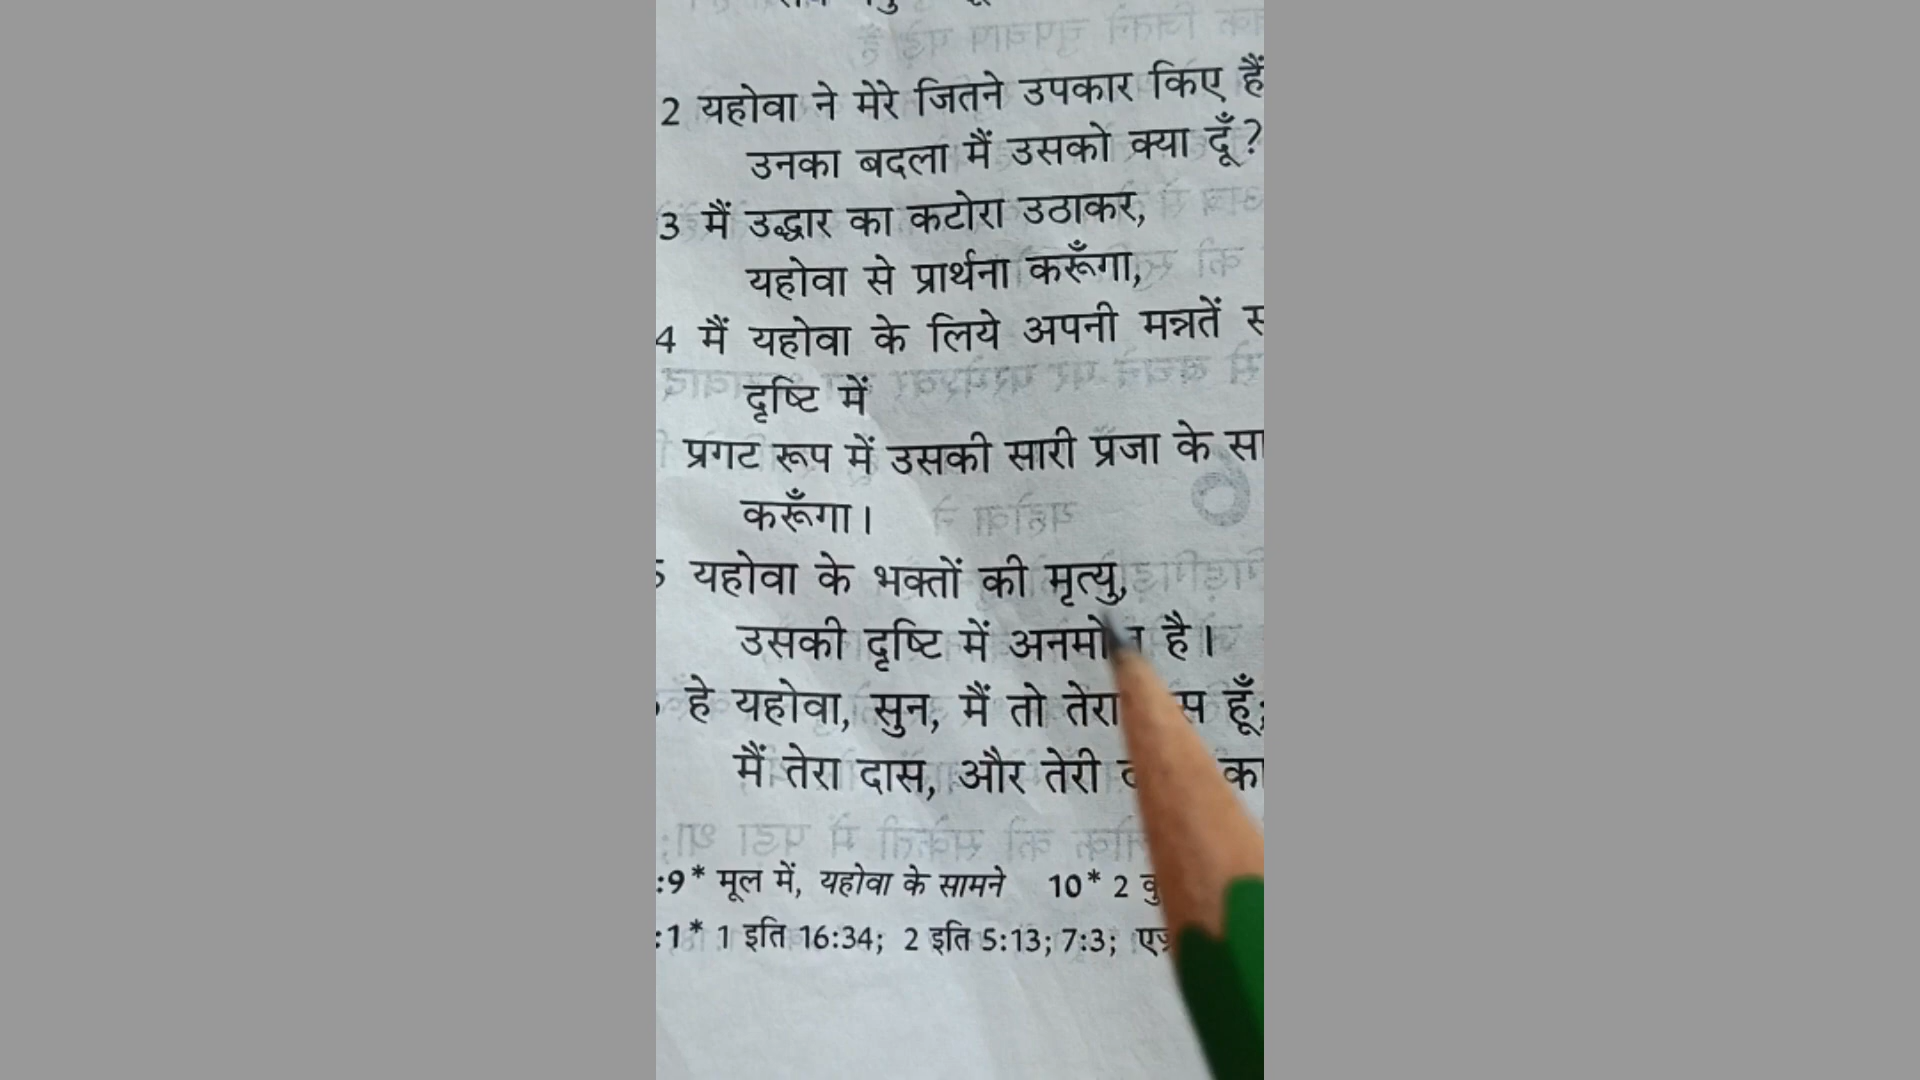 2 यहोवा ने मेरे जितने उपकार किए हैं
उनका बदला मैं उसको क्या दूँ?
3 मैं उद्धार का कटोरा उठाकर,
यहोवा से प्रार्थना करूँगा,
4 मैं यहोवा के लिये अपनी मन्नतें
दृष्टि में
प्रगट रूप में उसकी सारी प्रजा के
करूँगा।
यहोवा के भक्तों की मृत्यु,
उसकी दृष्टि में है।
हे यहोवा, सुन, मैं तो तेरा हूँ;
मैं तेरा दास, और तेरी
:9* मूल में, यहोवा के सामने 10* 2
:1* 1 इति 16:34; 2 इति 5:13; 7:3;